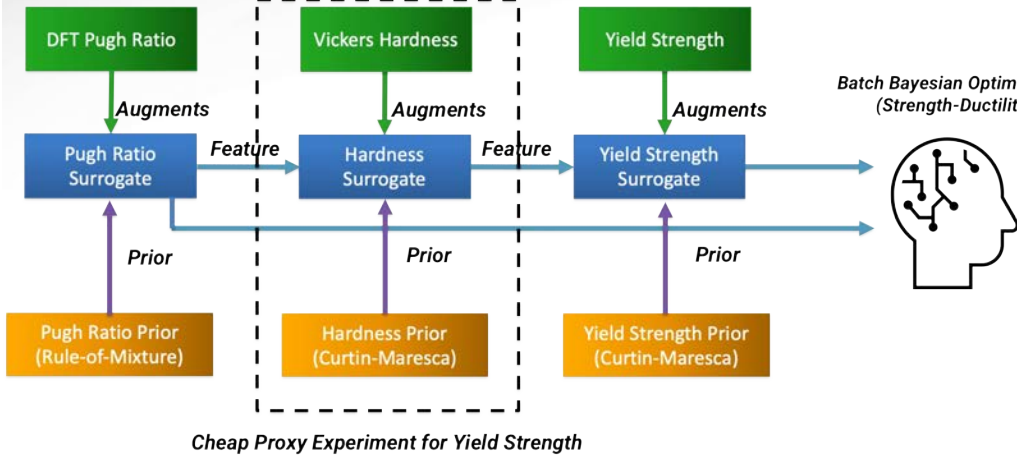 DFT Pugh Ratio
Vickers Hardness
Yield Strength
Batch Bayesian Optim
(Strength-Ductilit
Augments
Augments
Augments
Pugh Ratio
Surrogate
Feature
Hardness
Surrogate
Feature
Yield Strength
Surrogate
Prior
Prior
Prior
Pugh Ratio Prior
(Rule-of-Mixture)
Hardness Prior
(Curtin-Maresca)
Yield Strength Prior
(Curtin-Maresca)
Cheap Proxy Experiment for Yield Strength